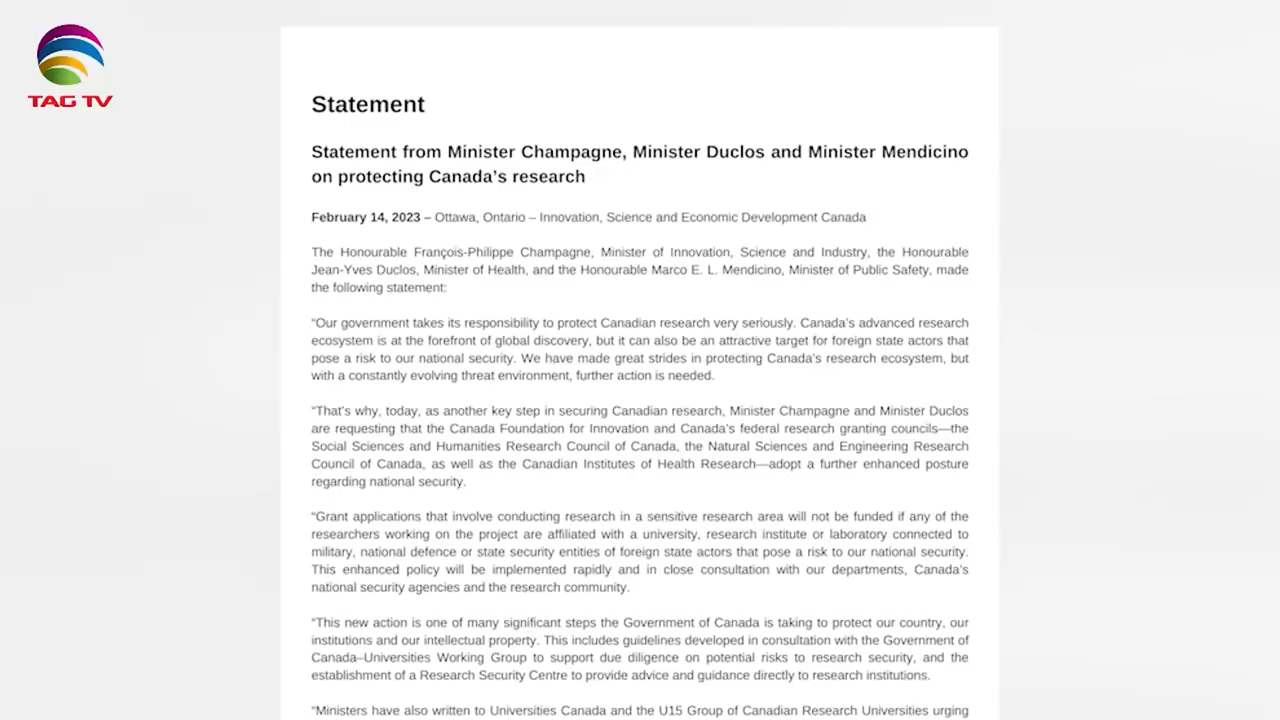 TAG TV
Statement
Statement from Minister Champagne, Minister Duclos and Minister Mendicino
on protecting Canada’s research
February 14, 2023 – Ottawa, Ontario – Innovation, Science and Economic Development Canada
The Honourable François-Philippe Champagne, Minister of Innovation, Science and Industry, the Honourable
Jean-Yves Duclos, Minister of Health, and the Honourable Marco E. L. Mendicino, Minister of Public Safety, made
the following statement:
“Our government takes its responsibility to protect Canadian research very seriously. Canada’s advanced research
ecosystem is at the forefront of global discovery, but it can also be an attractive target for foreign state actors that
pose a risk to our national security. We have made great strides in protecting Canada’s research ecosystem, but
with a constantly evolving threat environment, further action is needed.
“That’s why, today, as another key step in securing Canadian research, Minister Champagne and Minister Duclos
are requesting that the Canada Foundation for Innovation and Canada’s federal research granting councils—the
Social Sciences and Humanities Research Council of Canada, the Natural Sciences and Engineering Research
Council of Canada, as well as the Canadian Institutes of Health Research—adopt a further enhanced posture
regarding national security.
“Grant applications that involve conducting research in a sensitive research area will not be funded if any of the
researchers working on the project are affiliated with a university, research institute or laboratory connected to
military, national defence or state security entities of foreign state actors that pose a risk to our national security.
This enhanced policy will be implemented rapidly and in close consultation with our departments, Canada’s
national security agencies and the research community.
“This new action is one of many significant steps the Government of Canada is taking to protect our country, our
institutions and our intellectual property. This includes guidelines developed in consultation with the Government of
Canada–Universities Working Group to support due diligence on potential risks to research security, and the
establishment of a Research Security Centre to provide advice and guidance directly to research institutions.
“Ministers have also written to Universities Canada and the U15 Group of Canadian Research Universities urging